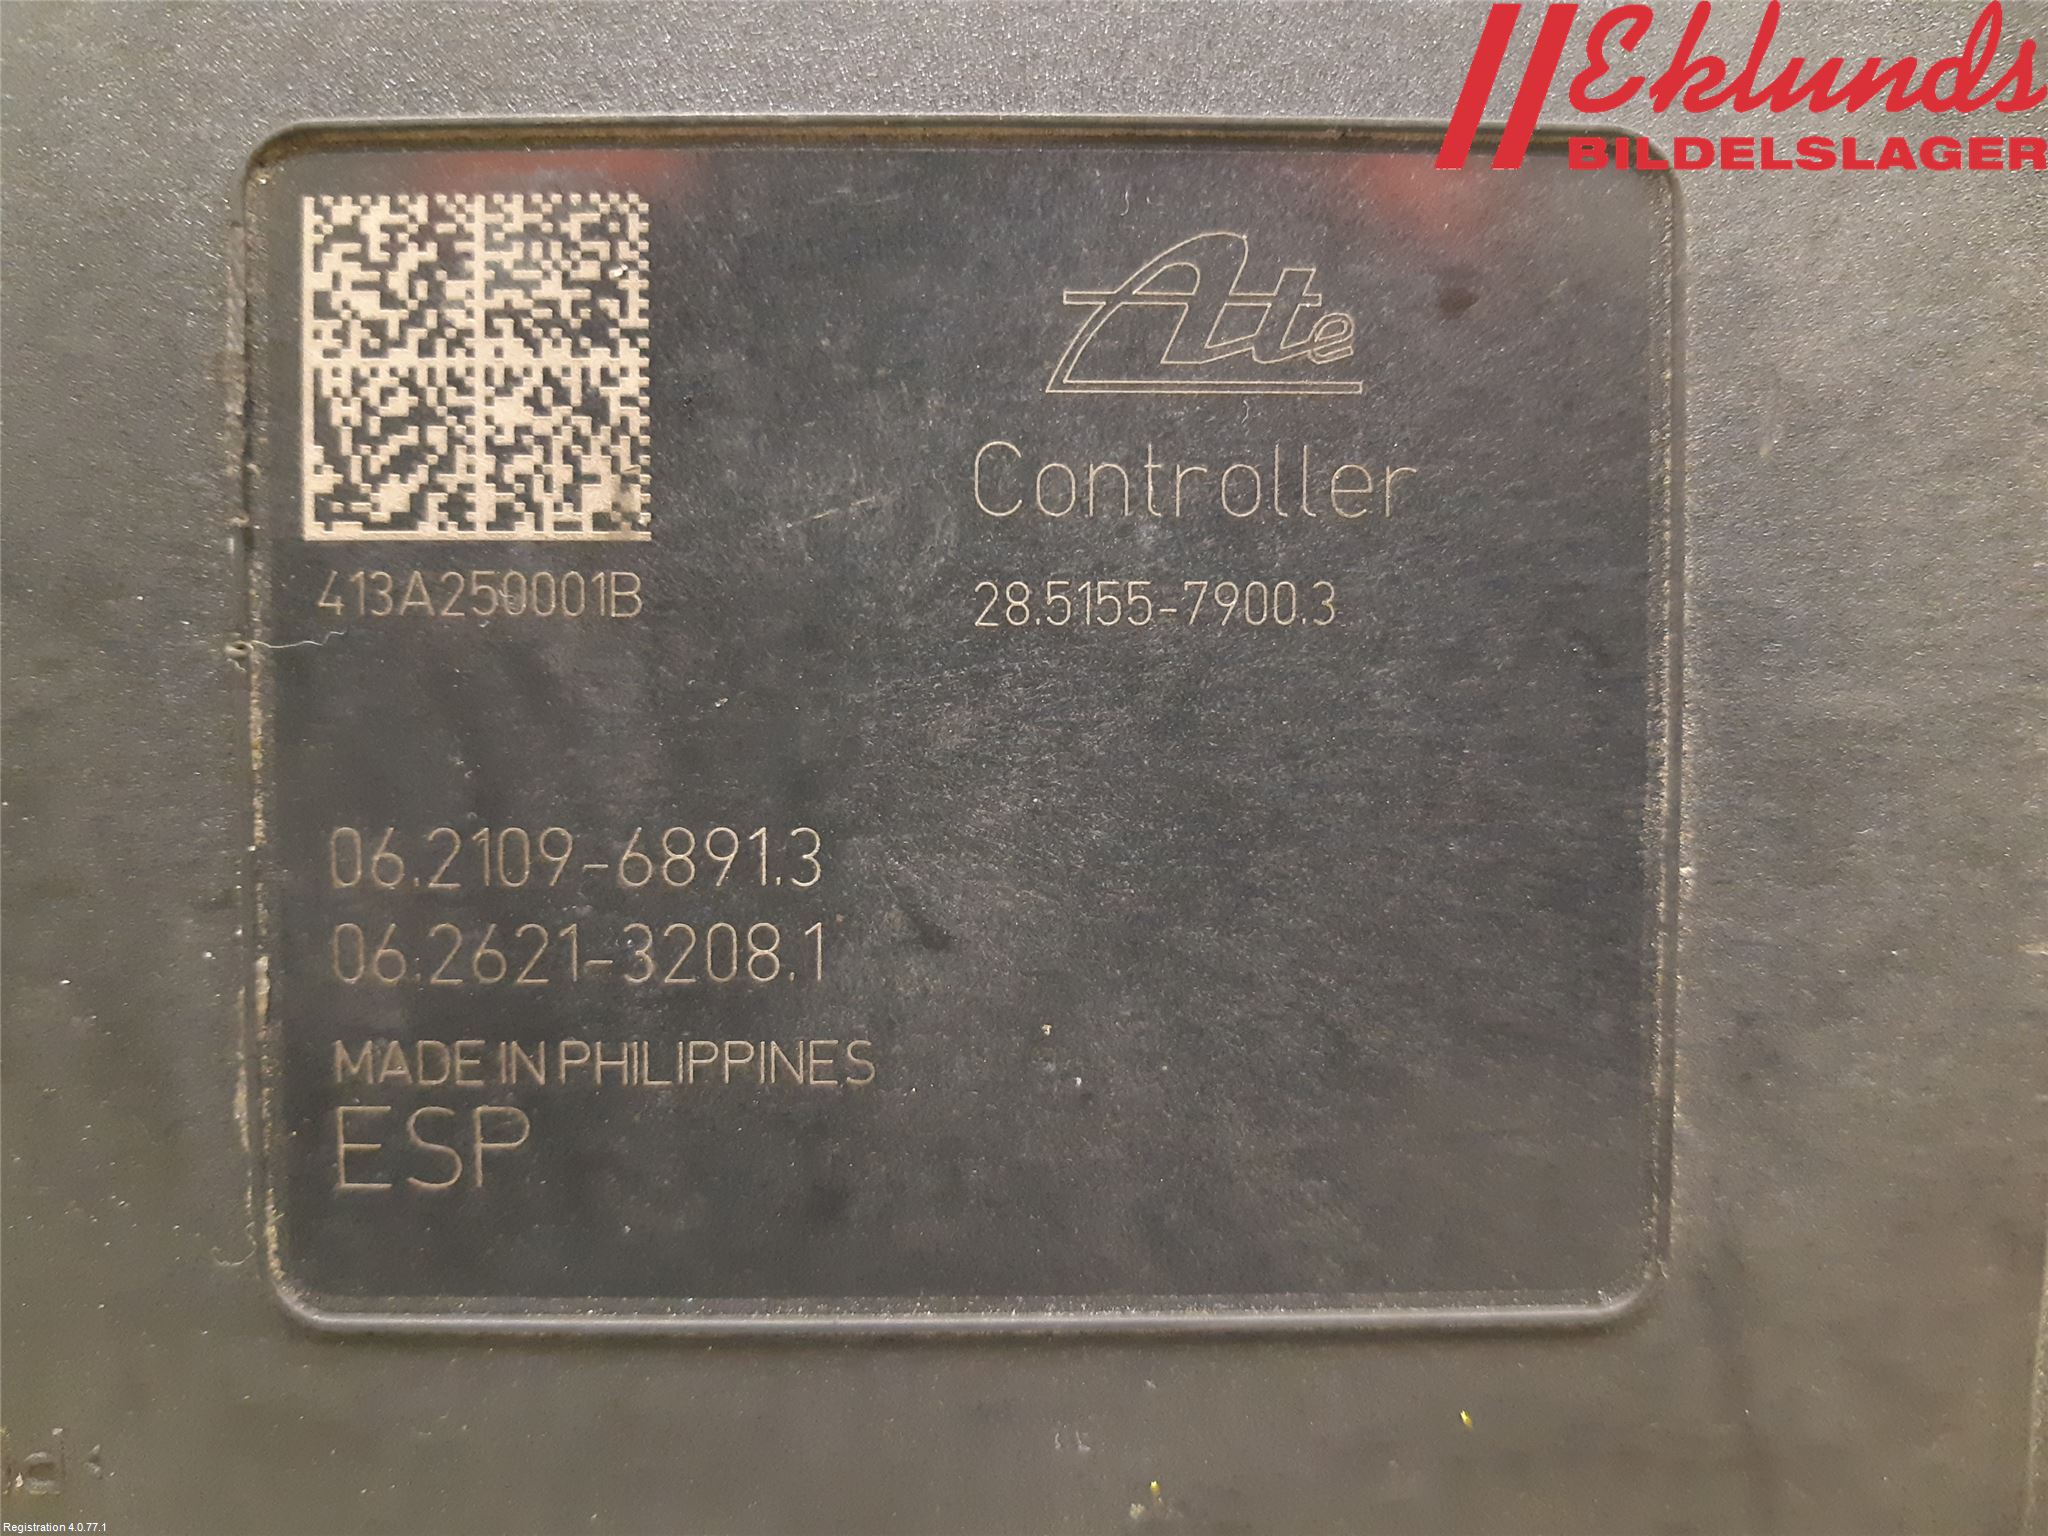 Eklunds
BILDELSLAGER
Ate
Controller
413A250001B
28.5155-7900.3
06.2109-6891.3
06.2621-3208.1
MADE IN PHILIPPINES
ESP
Registration 4.0.77.1